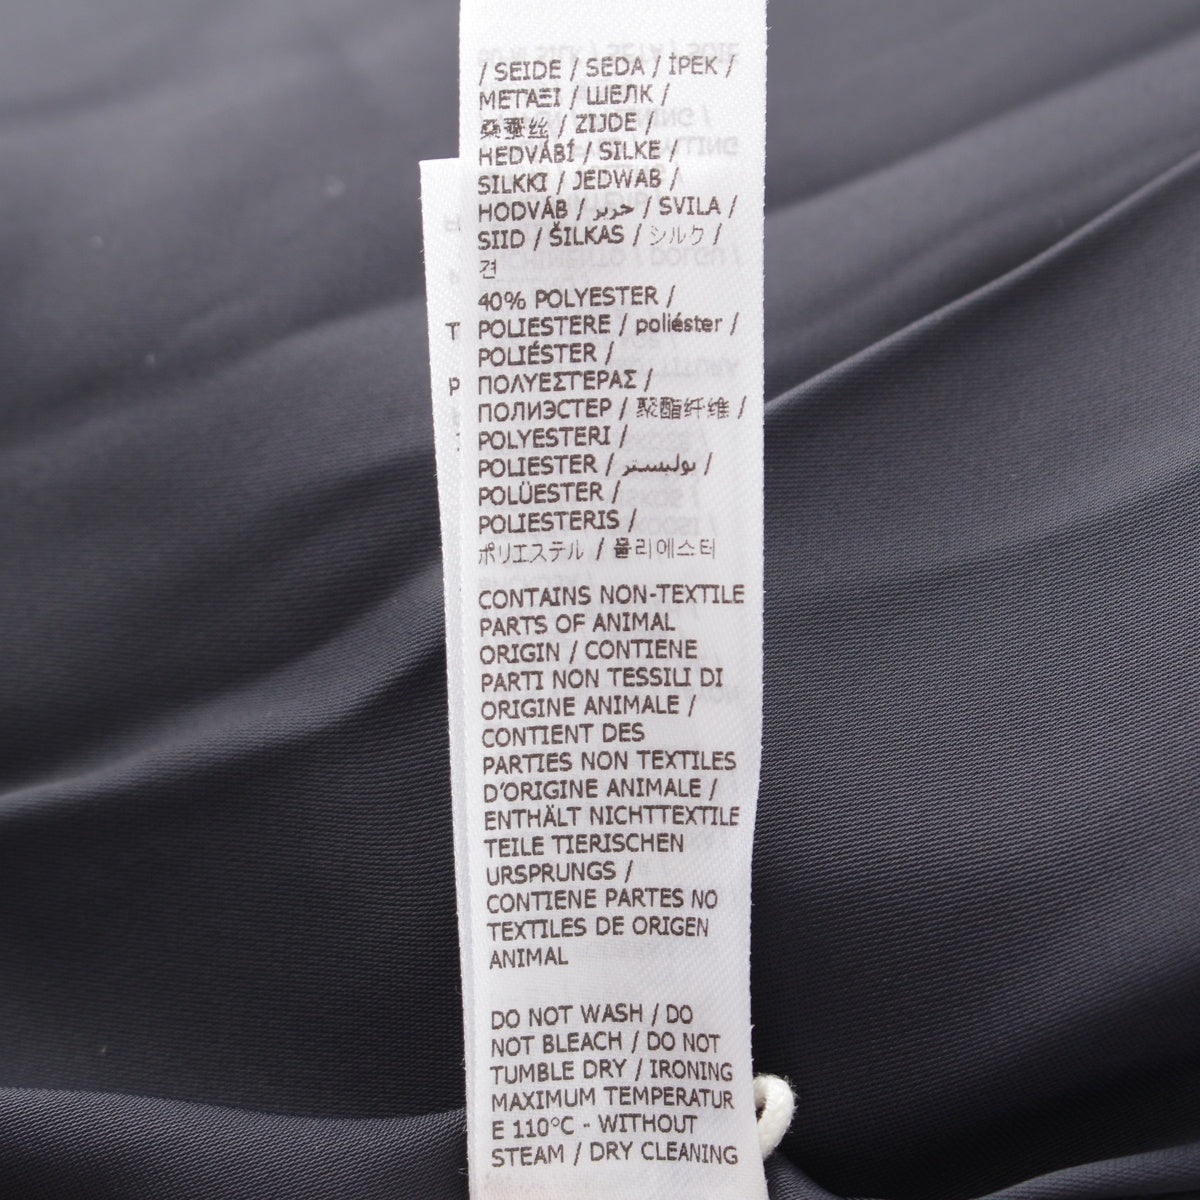 / SEIDE / SEDA / İPEK /
ΜΕΤΑΞΙ / ШЕЛК /
桑蚕丝 / ZIJDE /
HEDVÁBÍ / SILKE /
SILKKI / JEDWAB /
HODVÁB / حرير / SVILA /
SIID / ŠILKAS / シルク /
견
40% POLYESTER /
POLIESTERE / poliéster /
POLIÉSTER /
ΠΟΛΥΕΣΤΕΡΑΣ /
ПОЛИЭСТЕР / 聚酯纤维 /
POLYESTERI /
POLIESTER / بوليستر /
POLÜESTER /
POLIESTERIS /
ポリエステル / 폴리에스터
CONTAINS NON-TEXTILE
PARTS OF ANIMAL
ORIGIN / CONTIENE
PARTI NON TESSILI DI
ORIGINE ANIMALE /
CONTIENT DES
PARTIES NON TEXTILES
D'ORIGINE ANIMALE /
ENTHÄLT NICHTTEXTILE
TEILE TIERISCHEN
URSPRUNGS /
CONTIENE PARTES NO
TEXTILES DE ORIGEN
ANIMAL
DO NOT WASH / DO
NOT BLEACH / DO NOT
TUMBLE DRY / IRONING
MAXIMUM TEMPERATUR
E 110°C - WITHOUT
STEAM / DRY CLEANING